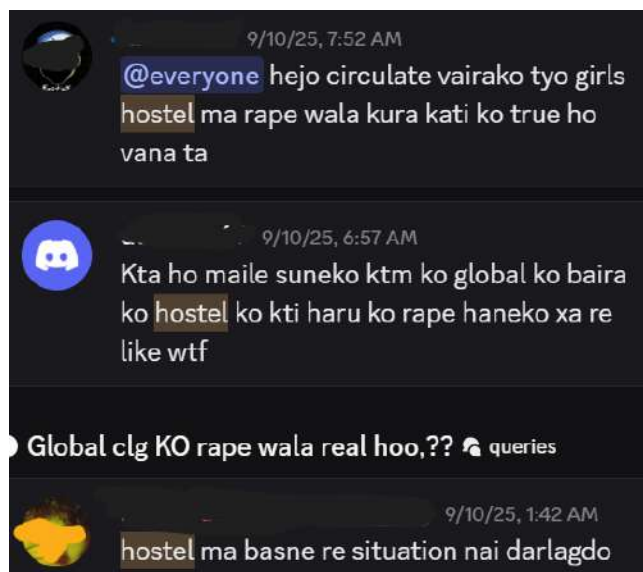 9/10/25, 7:52 AM
@everyone hejo circulate vairako tyo girls
hostel ma rape wala kura kati ko true ho
vana ta
9/10/25, 6:57 AM
Kta ho maile suneko ktm ko global ko baira
ko hostel ko kti haru ko rape haneko xa re
like wtf
Global clg KO rape wala real hoo,?? queries
9/10/25, 1:42 AM
hostel ma basne re situation nai darlagdo